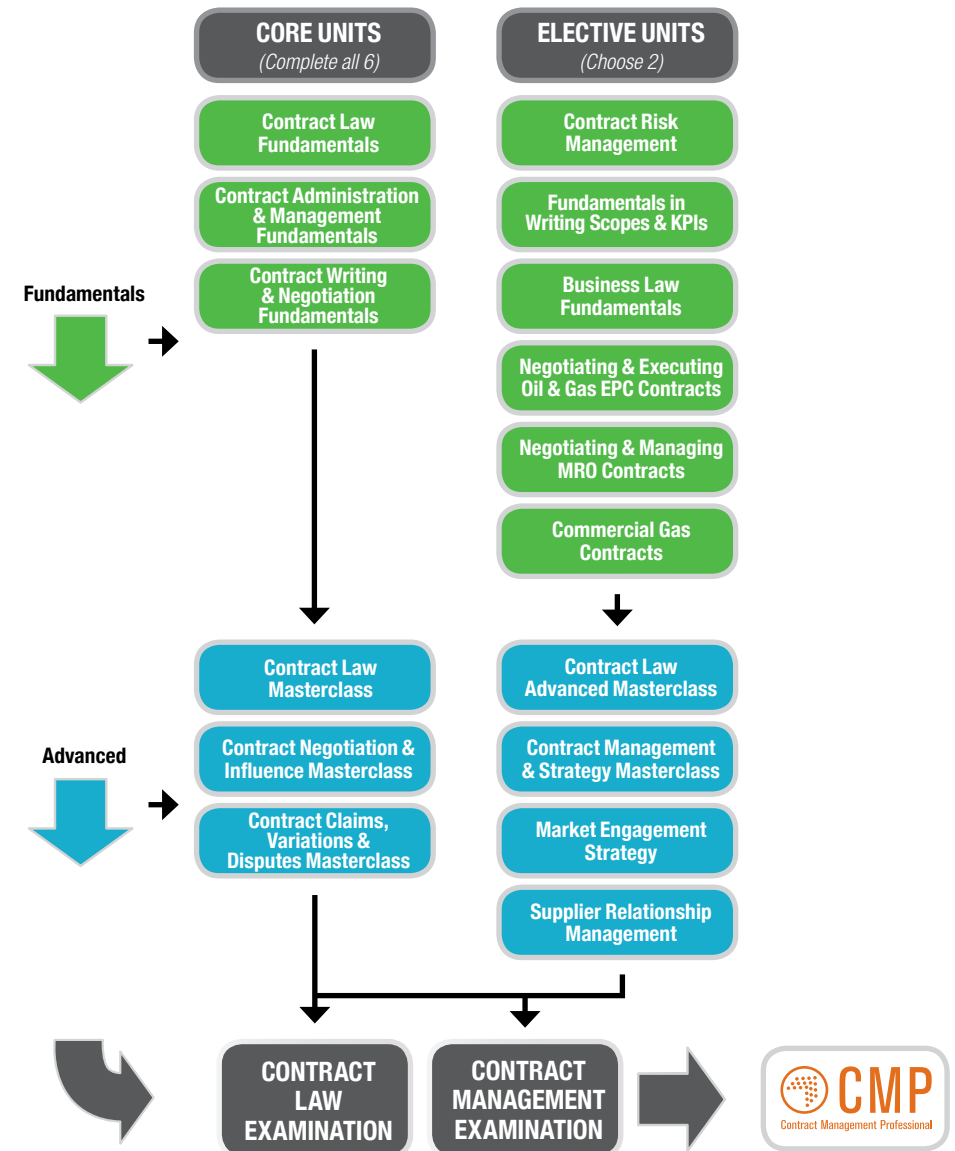 CORE UNITS
(Complete all 6)
ELECTIVE UNITS
(Choose 2)
Contract Law
Fundamentals
Contract Administration
& Management
Fundamentals
Contract Writing
& Negotiation
Fundamentals
Contract Risk
Management
Fundamentals in
Writing Scopes & KPIs
Business Law
Fundamentals
Negotiating & Executing
Oil & Gas EPC Contracts
Negotiating & Managing
MRO Contracts
Commercial Gas
Contracts
Fundamentals
Contract Law
Masterclass
Contract Negotiation &
Influence Masterclass
Contract Claims,
Variations &
Disputes Masterclass
Contract Law
Advanced Masterclass
Contract Management
& Strategy Masterclass
Market Engagement
Strategy
Supplier Relationship
Management
Advanced
CONTRACT
LAW
EXAMINATION
CONTRACT
MANAGEMENT
EXAMINATION
CMP
Contract Management Professional